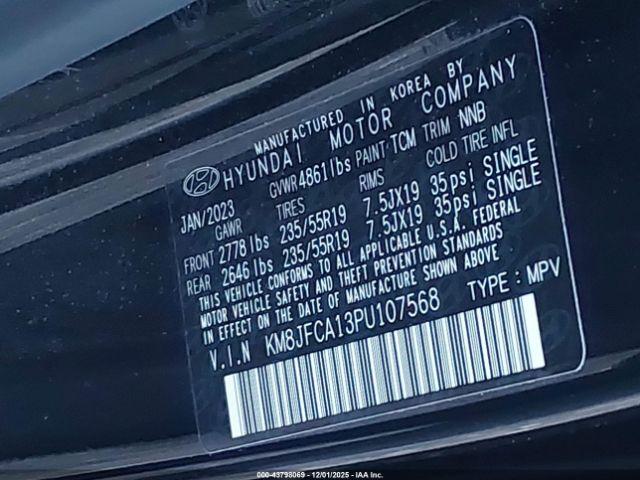 MANUFACTURED IN KOREA BY
HYUNDAI MOTOR COMPANY
JAN/2023 GVWR 4861 lbs PAINT TCM TRIM NNB
GAWR TIRES RIMS COLD TIRE INFL
FRONT 2778 lbs 235/55R19 7.5JX19 35psi SINGLE
REAR 2646 lbs 235/55R19 7.5JX19 35psi SINGLE
THIS VEHICLE CONFORMS TO ALL APPLICABLE U.S.A. FEDERAL
MOTOR VEHICLE SAFETY AND THEFT PREVENTION STANDARDS
IN EFFECT ON THE DATE OF MANUFACTURE SHOWN ABOVE
V.I.N KM8JFCA13PU107568 TYPE : MPV
000-43798069 - 12/01/2025 - IAA Inc.